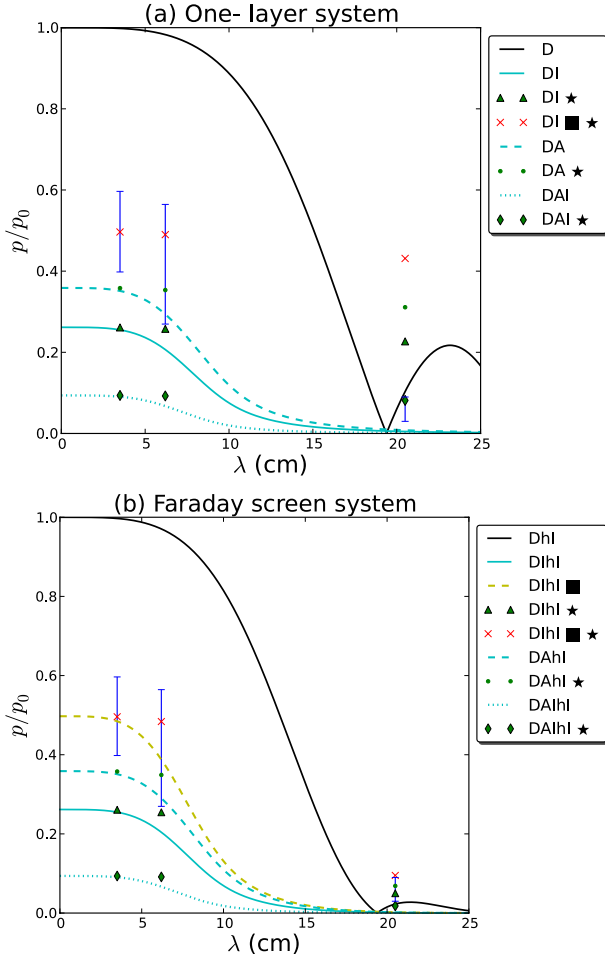 (a) One- layer system
1.0
0.8
0.6
0.4
0.2
0.0
p/p₀
0 5 10 15 20 25
λ (cm)
D
DI
DI ★
DI ■ ★
DA
DA ★
DAI
DAI ★
(b) Faraday screen system
1.0
0.8
0.6
0.4
0.2
0.0
p/p₀
0 5 10 15 20 25
λ (cm)
DhI
DIhI
DIhI ■
DIhI ★
DIhI ■ ★
DAhI
DAhI ★
DAIhI
DAIhI ★